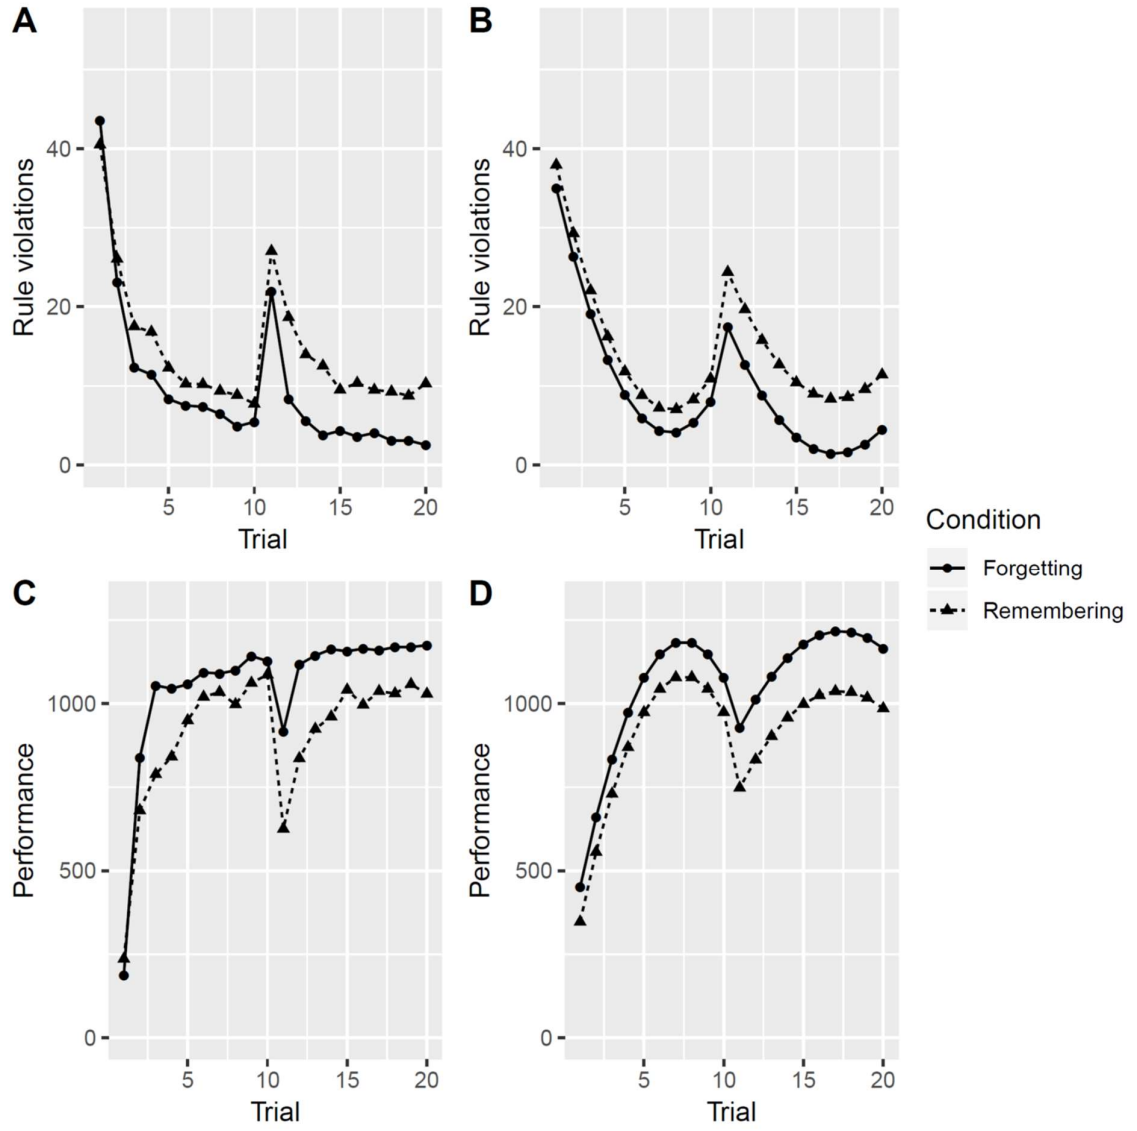 A
Rule violations
40
20
0
5 10 15 20
Trial
B
Rule violations
40
20
0
5 10 15 20
Trial
Condition
Forgetting
Remembering
C
Performance
1000
500
0
5 10 15 20
Trial
D
Performance
1000
500
0
5 10 15 20
Trial